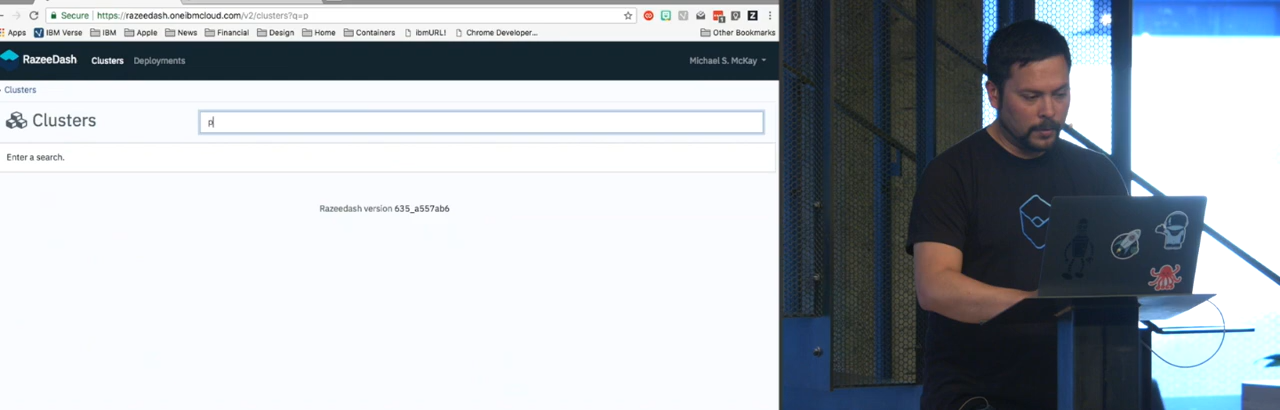 Secure https://razeedash.oneibmcloud.com/v2/clusters?q=p
Apps IBM Verse IBM Apple News Financial Design Home Containers ibmURL! Chrome Developer... Other Bookmarks
RazeeDash Clusters Deployments Michael S. McKay
Clusters
Clusters p
Enter a search.
Razeedash version 635_a557ab6